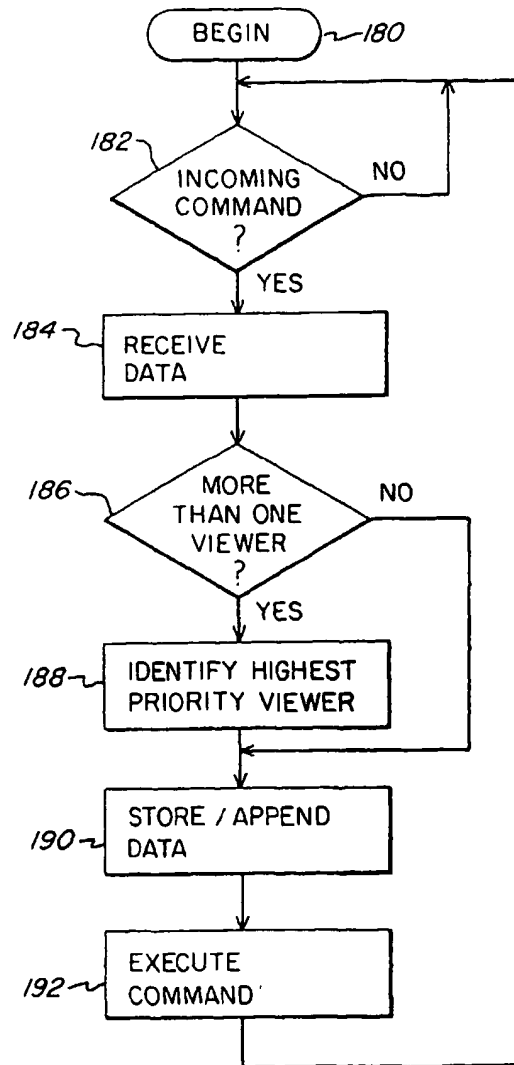 BEGIN
180
182
INCOMING
COMMAND
?
NO
YES
184
RECEIVE
DATA
186
MORE
THAN ONE
VIEWER
?
NO
YES
188
IDENTIFY HIGHEST
PRIORITY VIEWER
190
STORE / APPEND
DATA
192
EXECUTE
COMMAND